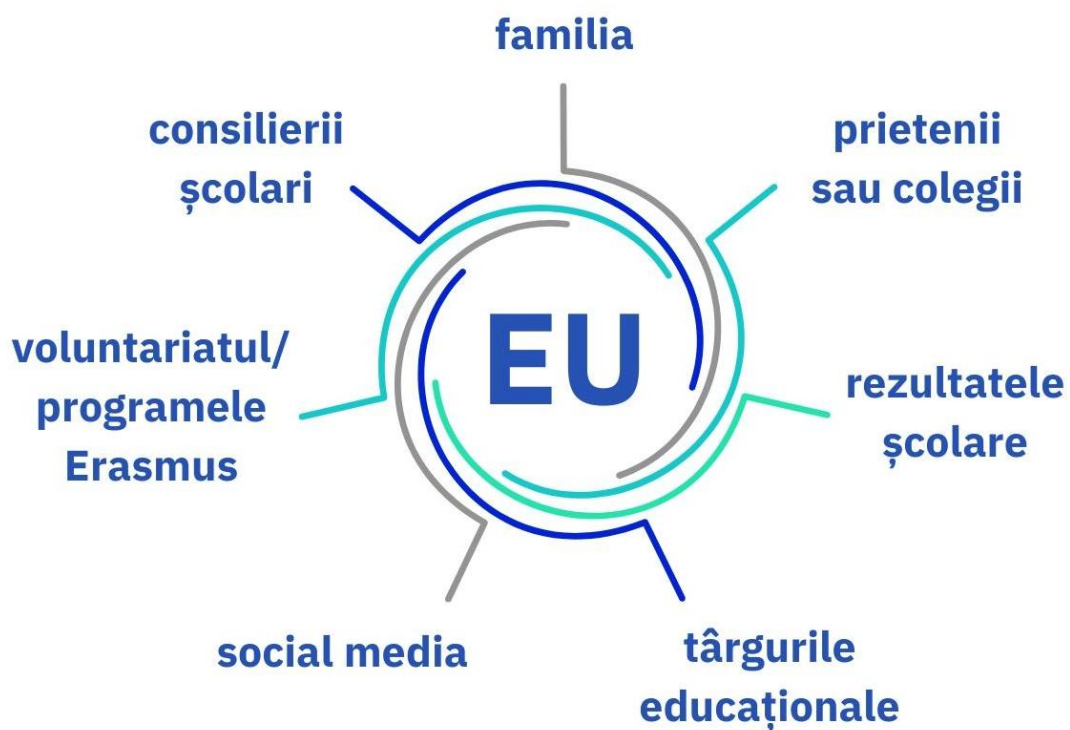 familia
consilierii
școlari
prietenii
sau colegii
EU
voluntariatul/
programele
Erasmus
rezultatele
școlare
social media
târgurile
educaționale